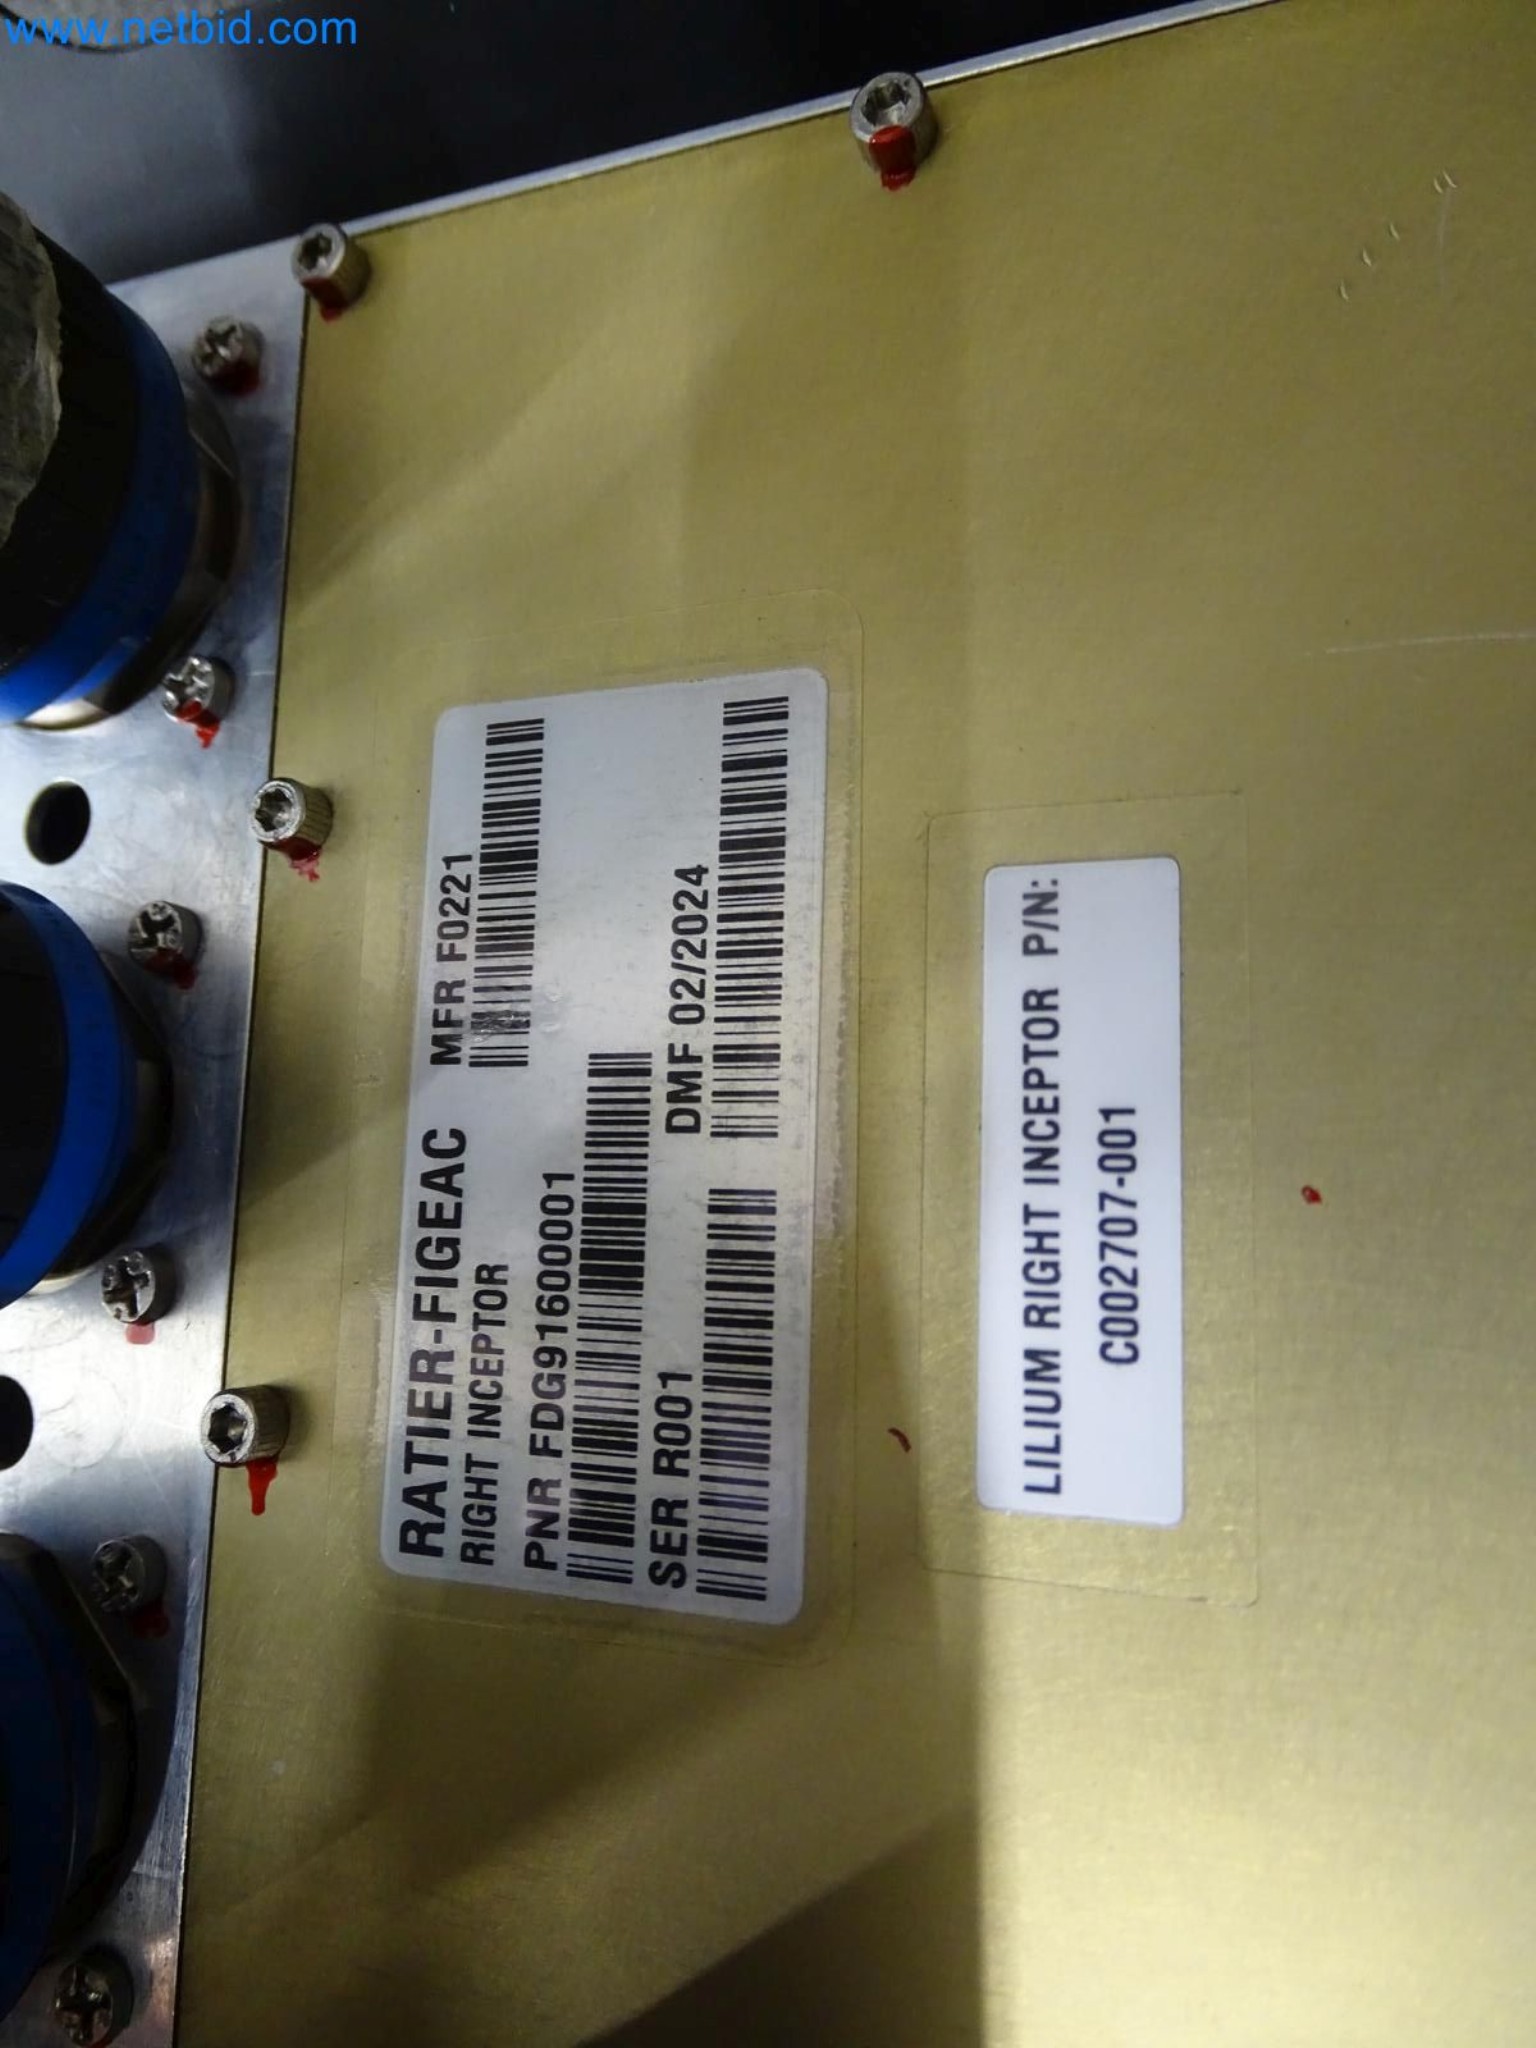 www.netbid.com
RATIER-FIGEAC MFR F0221
RIGHT INCEPTOR
PNR FDG91600001
SER R001 DMF 02/2024
LILIUM RIGHT INCEPTOR P/N:
C002707-001